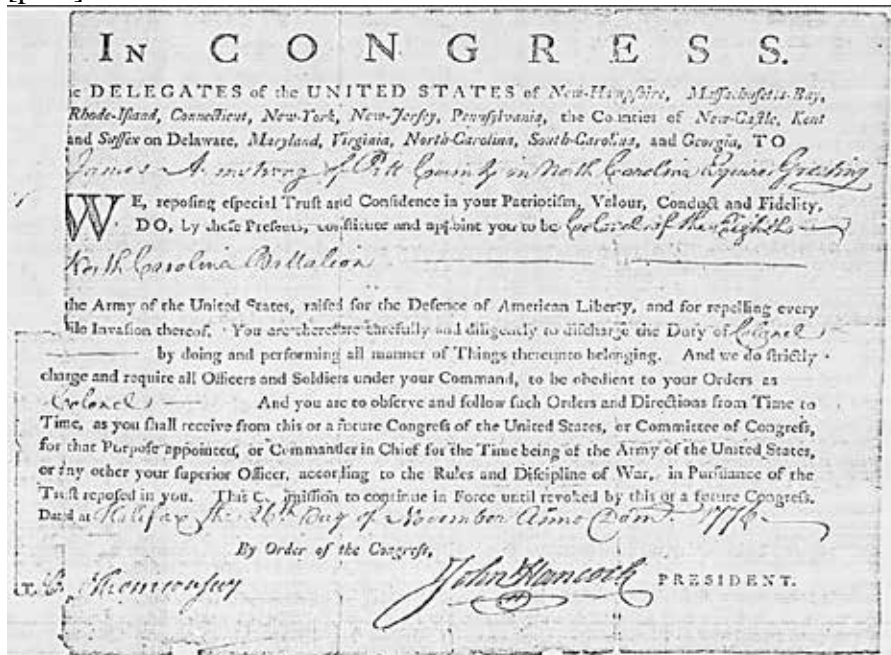 IN CONGRESS.
DELEGATES of the UNITED STATES of New-Hampshire, Massachusetts-Bay,
Rhode-Island, Connecticut, New-York, New-Jersey, Pennsylvania, the Counties of New-Castle, Kent
and Sussex on Delaware, Maryland, Virginia, North-Carolina, South-Carolina, and Georgia, TO
James Armstrong of Pitt County in North Carolina Esquire Greeting
WE, reposing especial Trust and Confidence in your Patriotism, Valour, Conduct and Fidelity,
DO, by these Presents, constitute and appoint you to be Colonel of the Eighth
North Carolina Battalion
the Army of the United States, raised for the Defence of American Liberty, and for repelling every
Invasion thereof. You are therefore carefully and diligently to discharge the Duty of Colonel
by doing and performing all manner of Things thereunto belonging. And we do strictly
charge and require all Officers and Soldiers under your Command, to be obedient to your Orders as
Colonel And you are to observe and follow such Orders and Directions from Time to
Time, as you shall receive from this or a future Congress of the United States, or Committee of Congress,
for that Purpose appointed, or Commander in Chief for the Time being of the Army of the United States,
or any other your superior Officer, according to the Rules and Discipline of War, in Pursuance of the
Trust reposed in you. This Commission to continue in Force until revoked by this or a future Congress.
Dated at Halifax the 26th Day of November Anno Dom. 1776
By Order of the Congress,
John Hancock PRESIDENT.